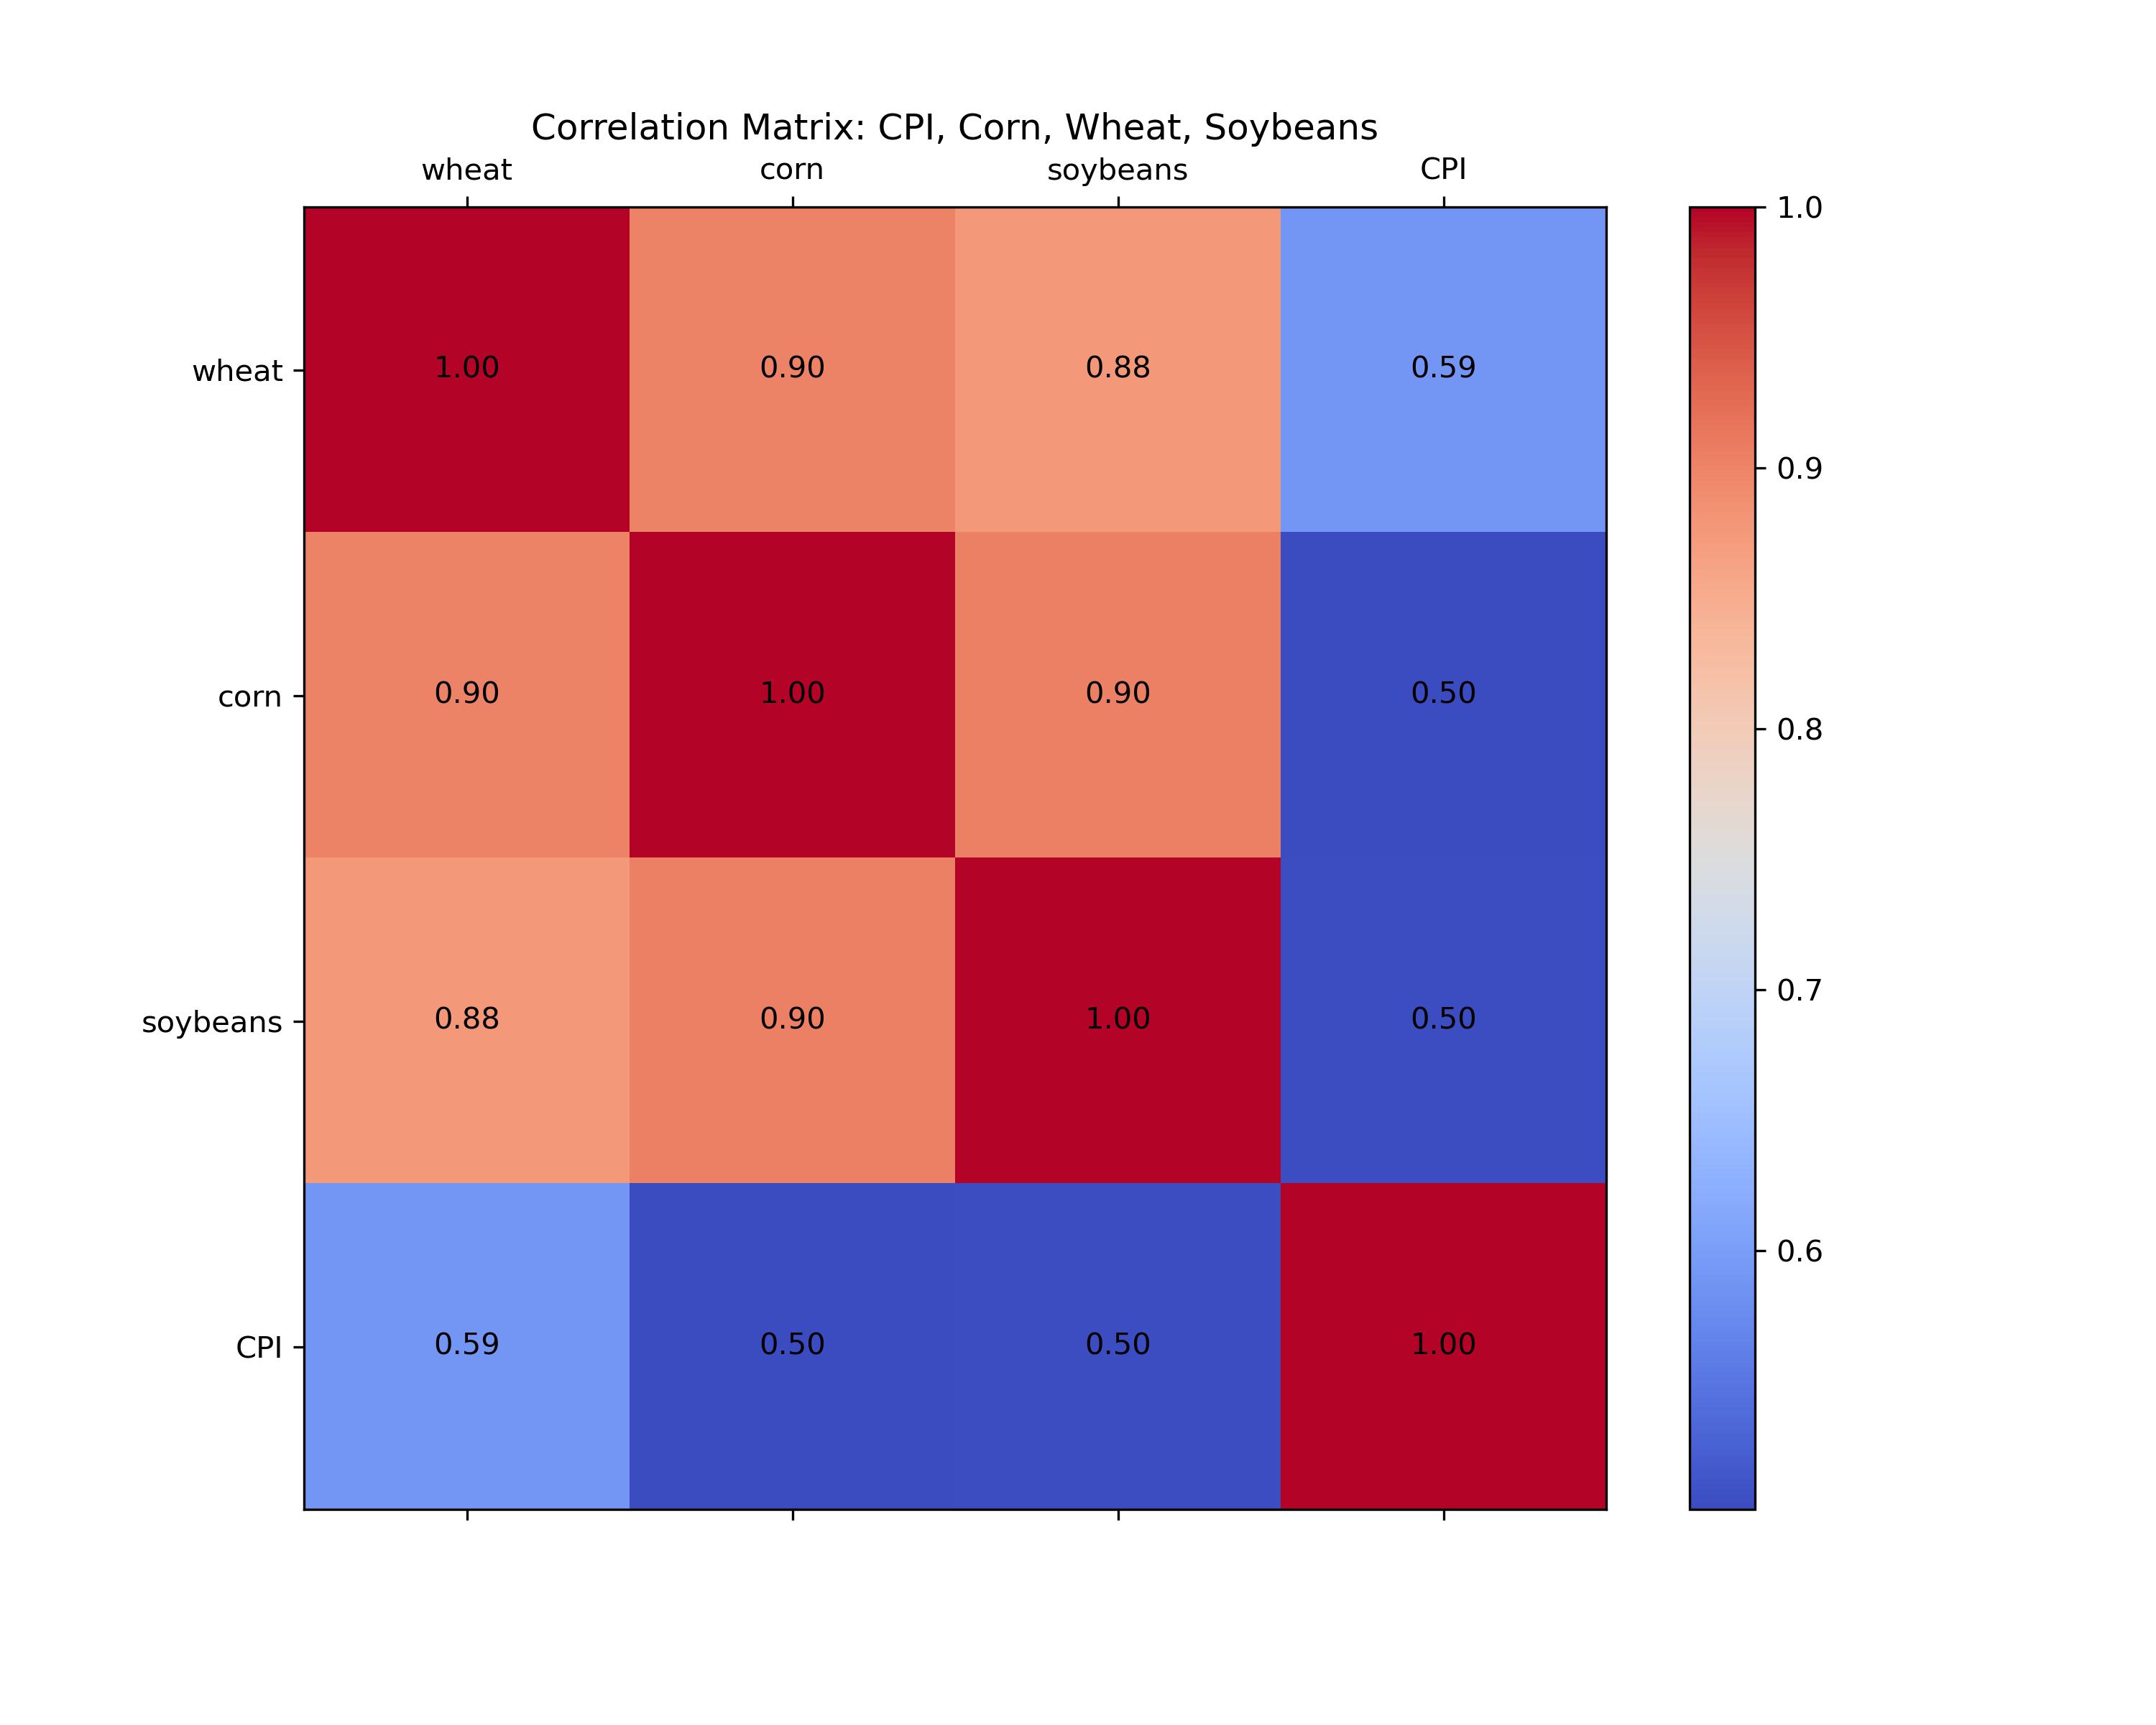 Correlation Matrix: CPI, Corn, Wheat, Soybeans
wheat corn soybeans CPI
1.0
wheat 1.00 0.90 0.88 0.59
0.9
corn 0.90 1.00 0.90 0.50
0.8
0.7
soybeans 0.88 0.90 1.00 0.50
0.6
CPI 0.59 0.50 0.50 1.00